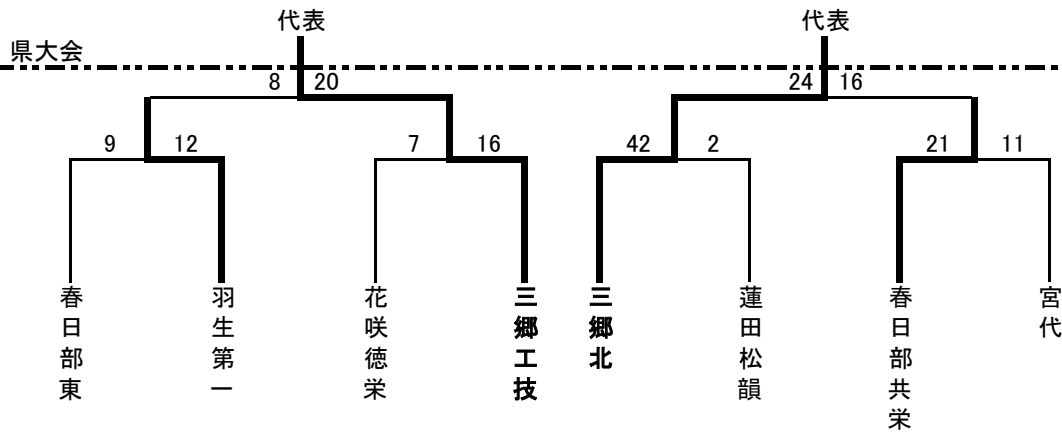 代表
代表
県大会
8 20
24 16
9 12
7 16
42 2
21 11
春日部東
羽生第一
花咲徳栄
三郷工技
三郷北
蓮田松韻
春日部共栄
宮代